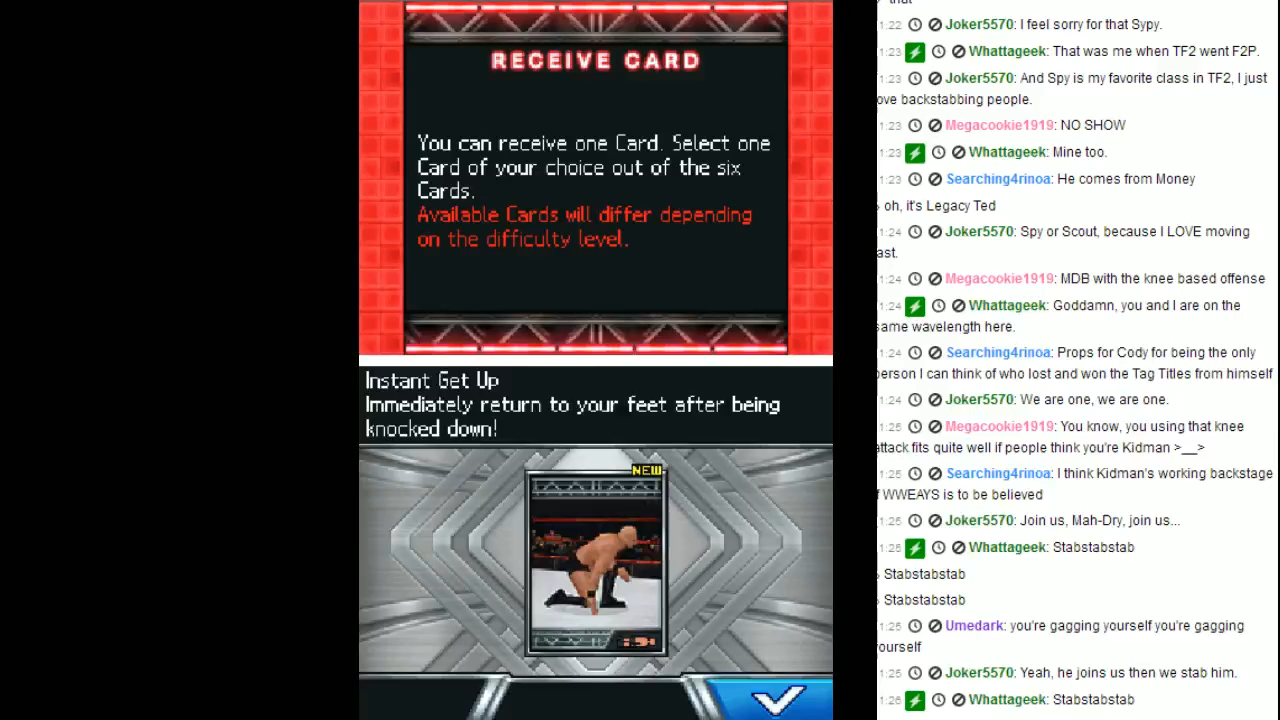 RECEIVE CARD
You can receive one Card. Select one
Card of your choice out of the six
Cards.
Available Cards will differ depending
on the difficulty level.
Instant Get Up
Immediately return to your feet after being
knocked down!
NEW
that
1:22 Joker5570: I feel sorry for that Sypy.
1:23 Whattageek: That was me when TF2 went F2P.
1:23 Joker5570: And Spy is my favorite class in TF2, I just
ove backstabbing people.
1:23 Megacookie1919: NO SHOW
1:23 Whattageek: Mine too.
1:23 Searching4rinoa: He comes from Money
oh, it's Legacy Ted
1:24 Joker5570: Spy or Scout, because I LOVE moving
ast.
1:24 Megacookie1919: MDB with the knee based offense
1:24 Whattageek: Goddamn, you and I are on the
same wavelength here.
1:24 Searching4rinoa: Props for Cody for being the only
erson I can think of who lost and won the Tag Titles from himself
1:24 Joker5570: We are one, we are one.
1:25 Megacookie1919: You know, you using that knee
attack fits quite well if people think you're Kidman >__>
1:25 Searching4rinoa: I think Kidman's working backstage
f WWEAYS is to be believed
1:25 Joker5570: Join us, Mah-Dry, join us...
1:25 Whattageek: Stabstabstab
Stabstabstab
Stabstabstab
1:25 Umedark: you're gagging yourself you're gagging
yourself
1:25 Joker5570: Yeah, he joins us then we stab him.
1:26 Whattageek: Stabstabstab